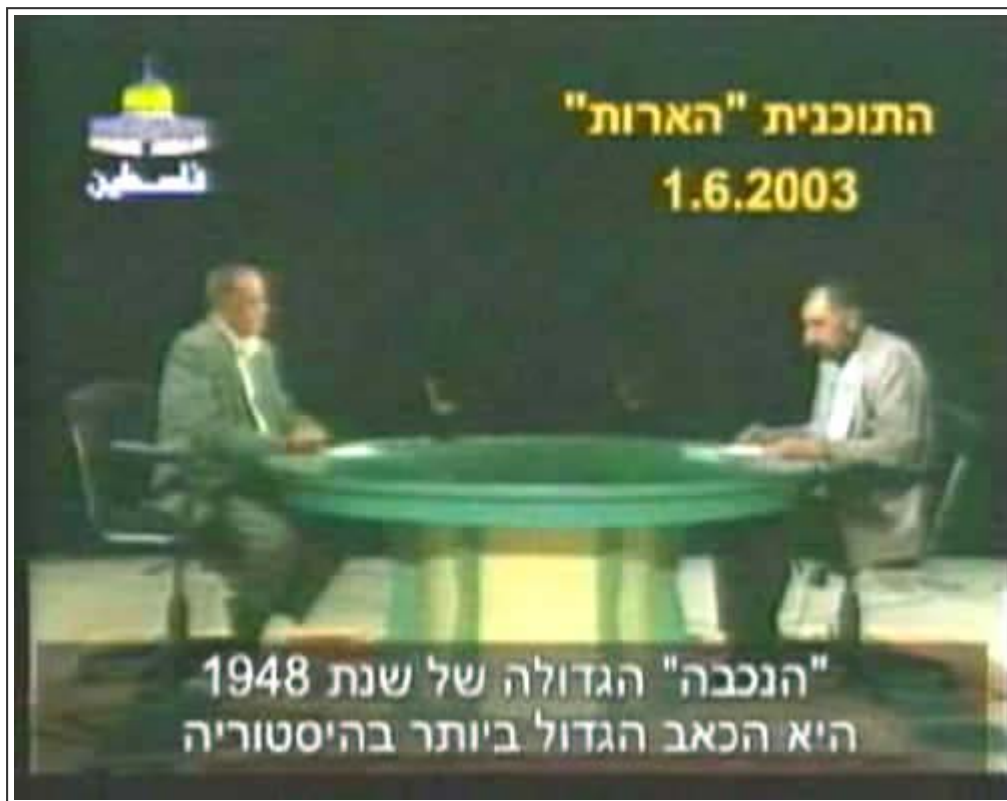 فلسطين
התוכנית "הארות"
1.6.2003
"הנכבה" הגדולה של שנת 1948
היא הכאב הגדול ביותר בהיסטוריה